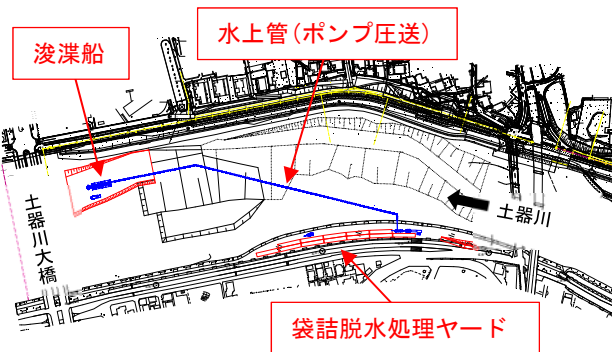 浚渫船
水上管（ポンプ圧送）
土器川
土器川大橋
袋詰脱水処理ヤード